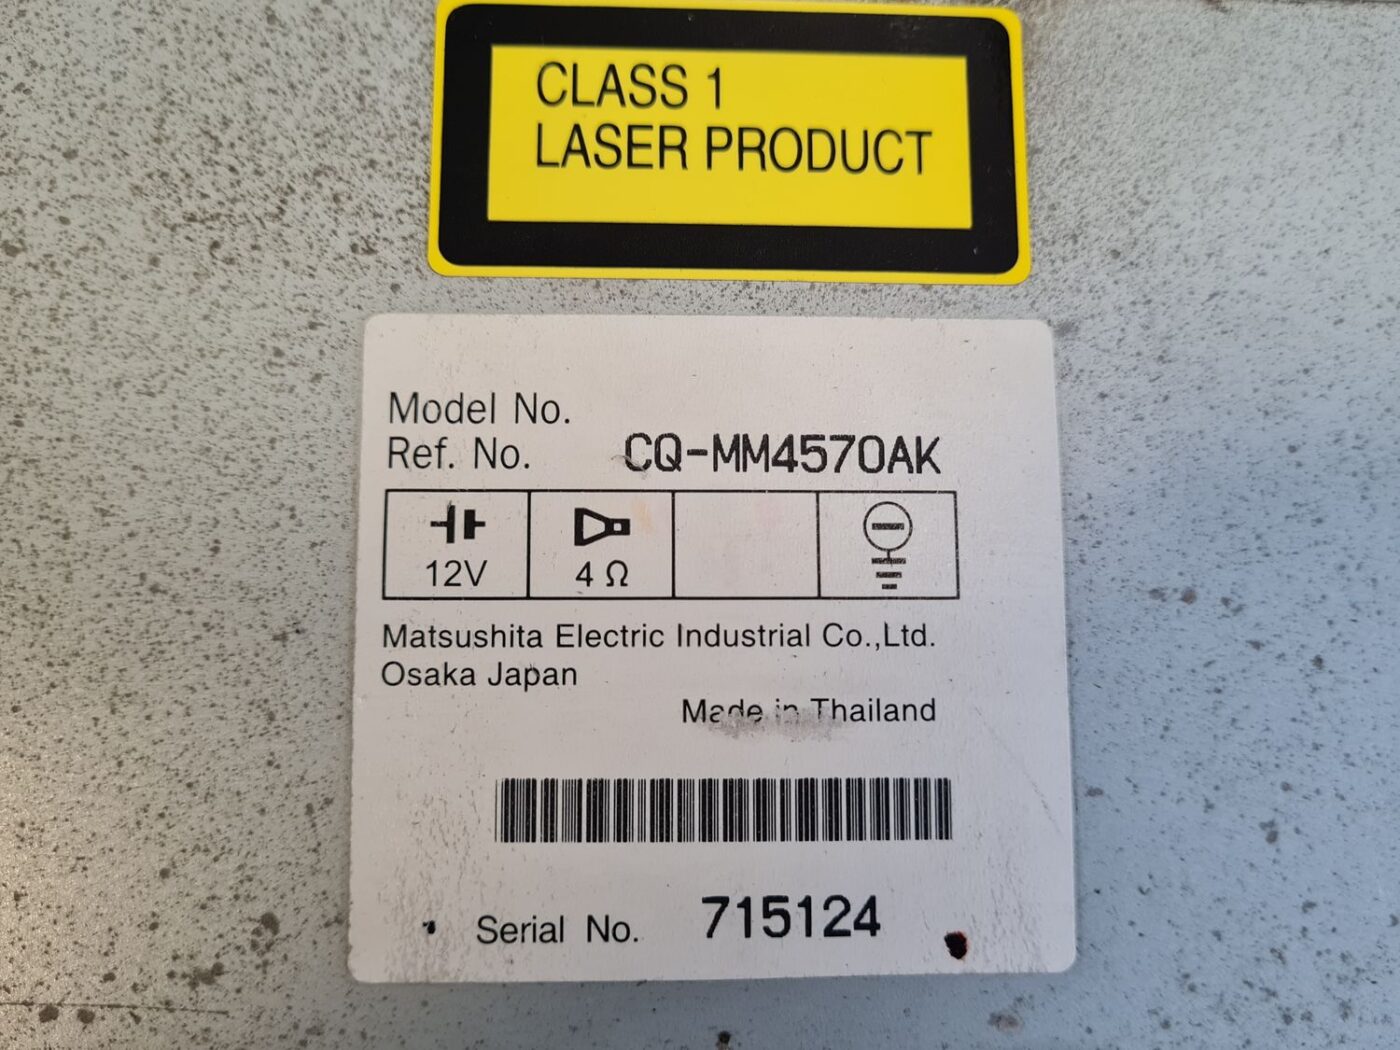 CLASS 1
LASER PRODUCT
Model No.
Ref. No. CQ-MM4570AK
12V 4 Ω
Matsushita Electric Industrial Co.,Ltd.
Osaka Japan
Made in Thailand
Serial No. 715124